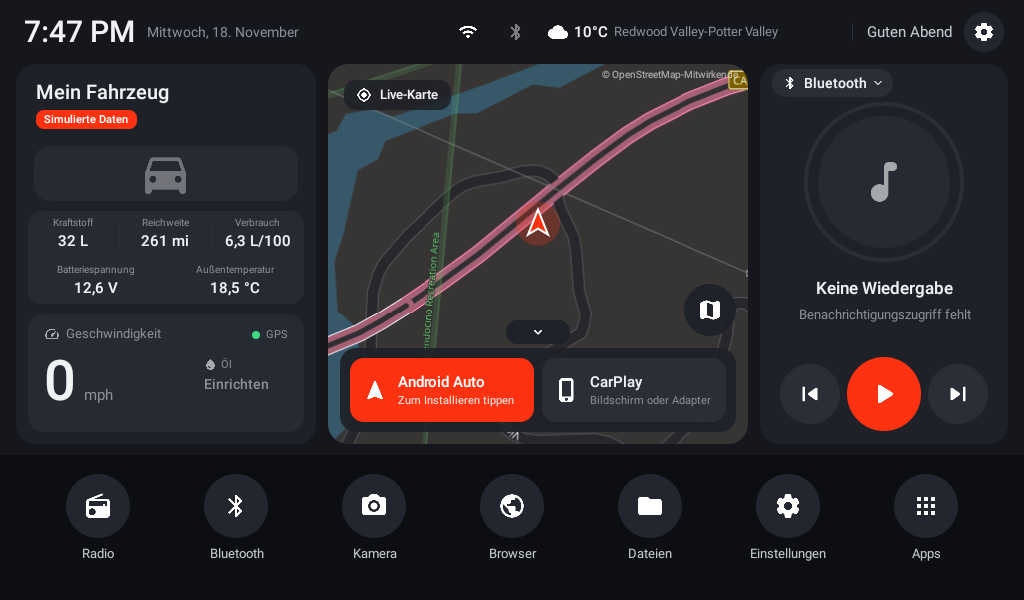 7:47 PM
Mittwoch, 18. November
10°C Redwood Valley-Potter Valley
Guten Abend
Mein Fahrzeug
Simulierte Daten
Kraftstoff
32 L
Reichweite
261 mi
Verbrauch
6,3 L/100
Batteriespannung
12,6 V
Außentemperatur
18,5 °C
Geschwindigkeit
GPS
0 mph
Öl
Einrichten
© OpenStreetMap-Mitwirkende
CA
Live-Karte
Recreation Area
Android Auto
Zum Installieren tippen
CarPlay
Bildschirm oder Adapter
Bluetooth
Keine Wiedergabe
Benachrichtigungszugriff fehlt
Radio
Bluetooth
Kamera
Browser
Dateien
Einstellungen
Apps